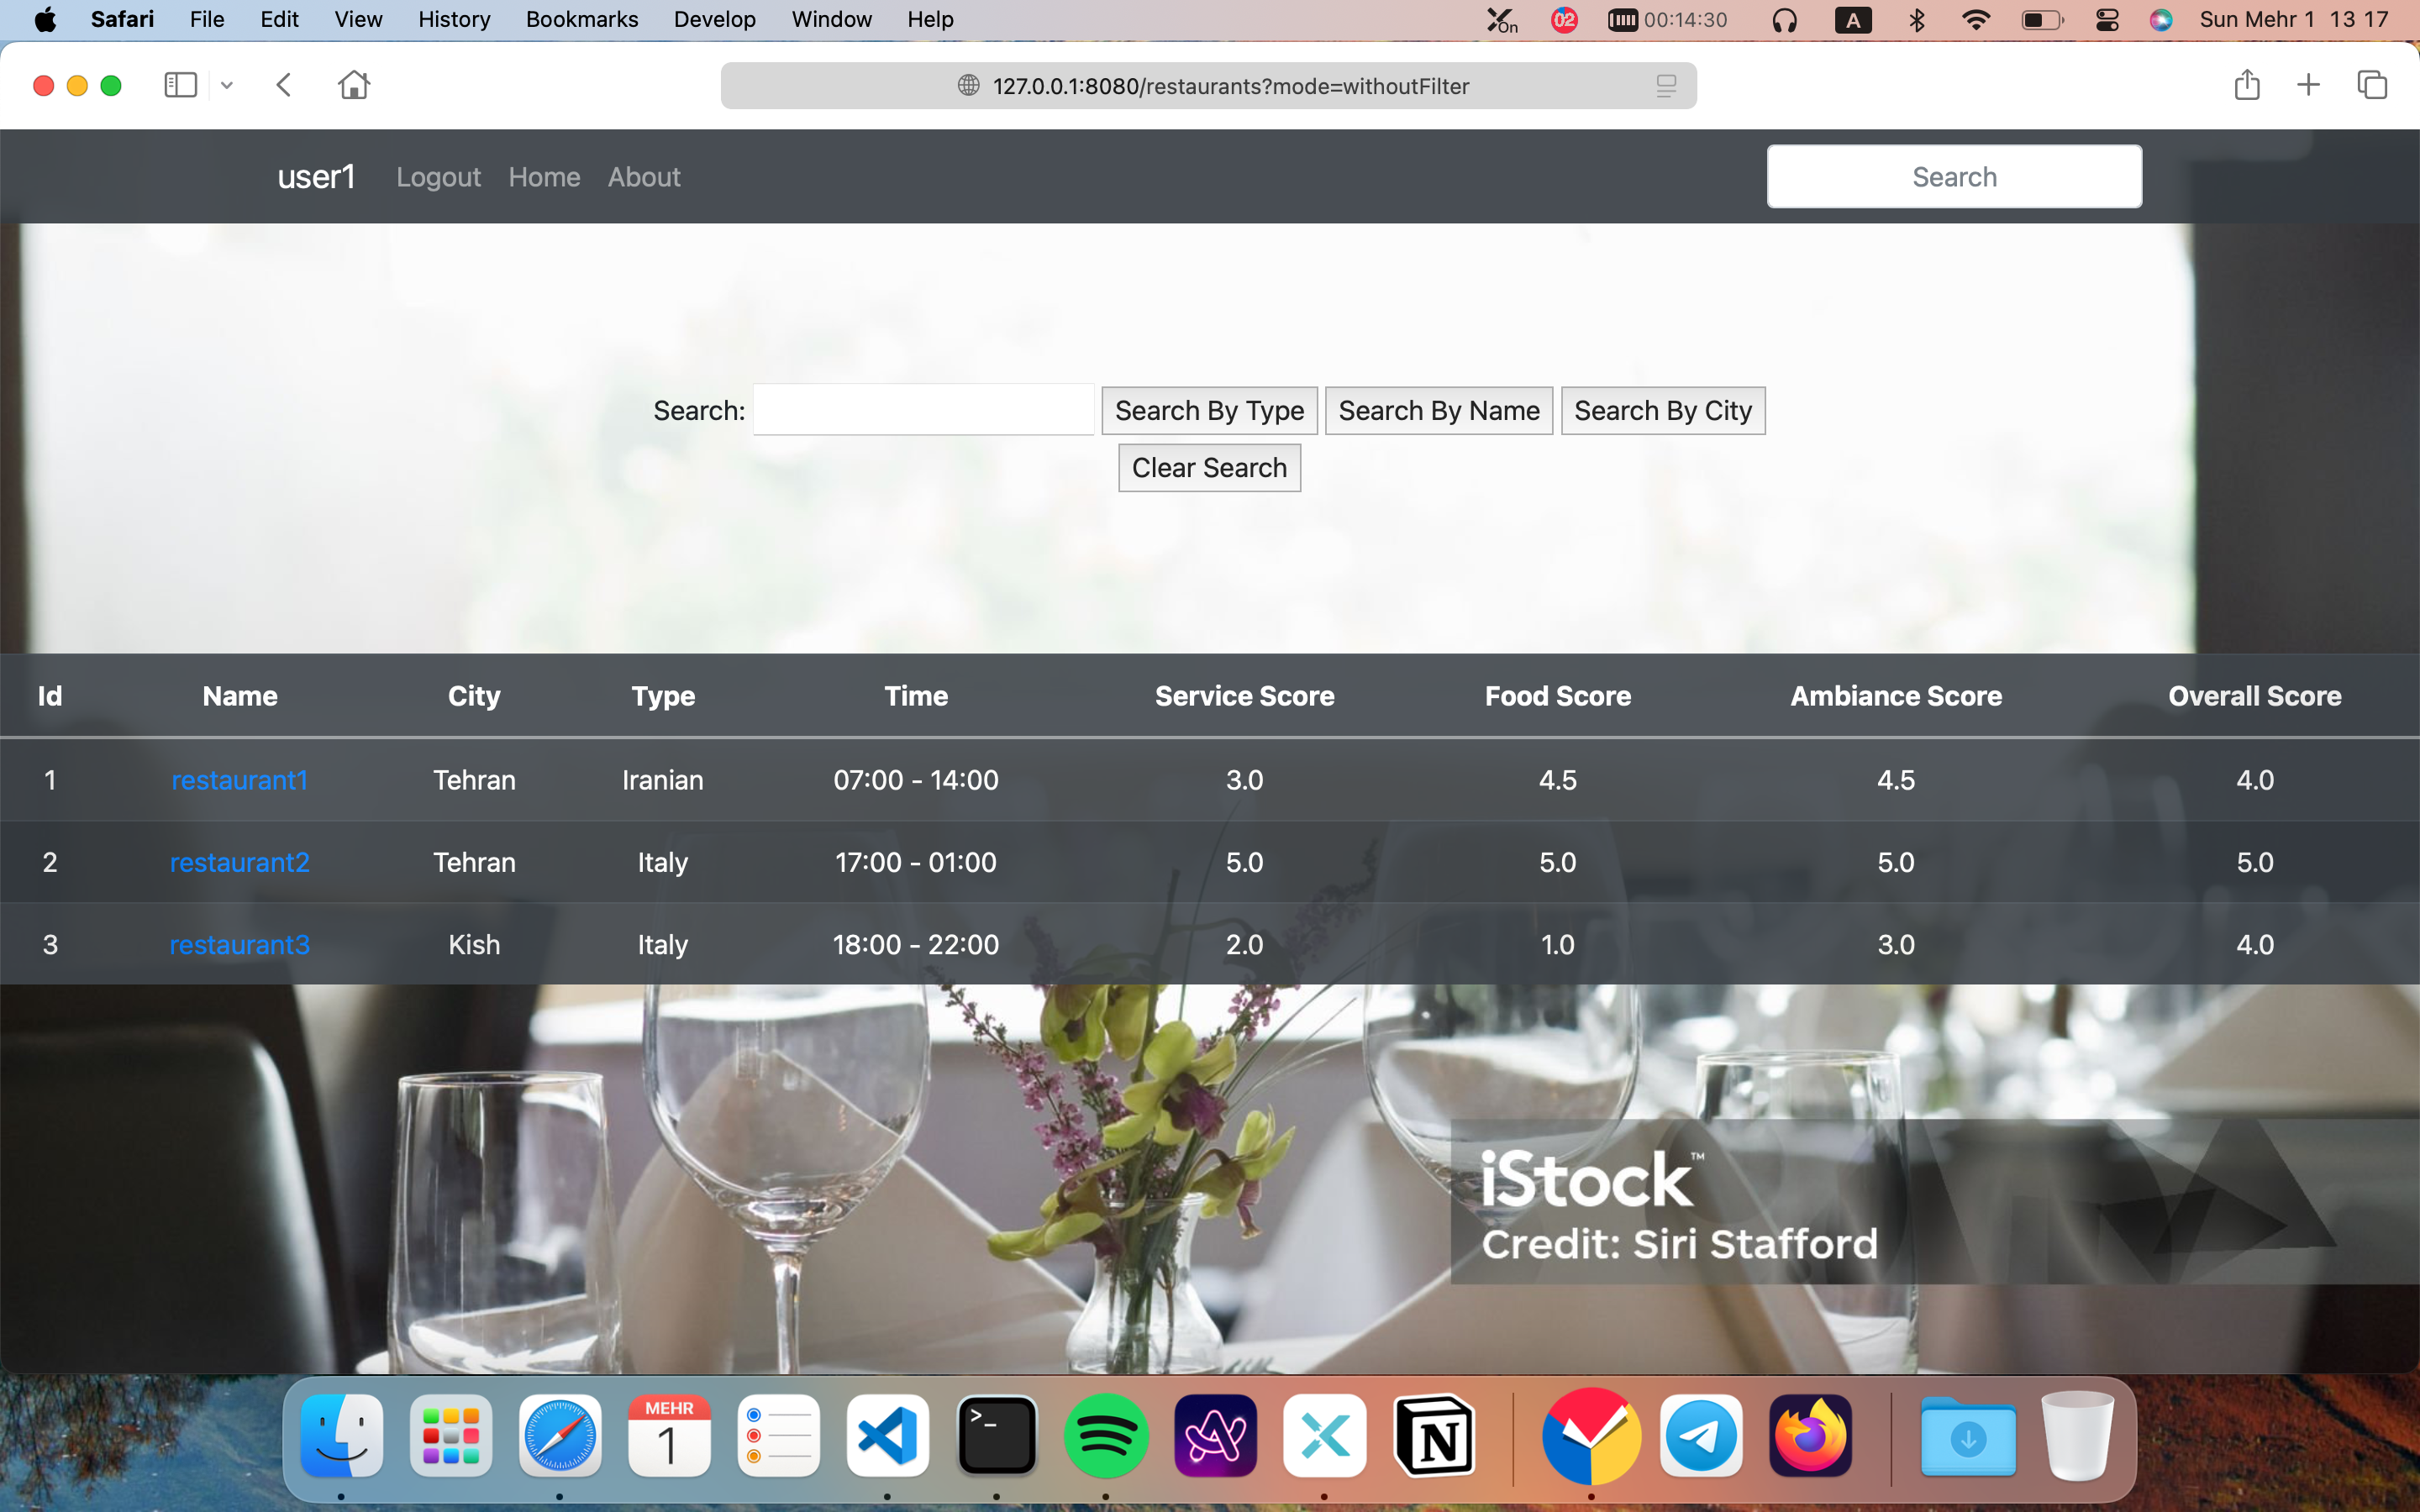 Safari File Edit View History Bookmarks Develop Window Help On 02 00:14:30 A Sun Mehr 1 13 17
127.0.0.1:8080/restaurants?mode=withoutFilter
user1 Logout Home About Search
Search: Search By Type Search By Name Search By City
Clear Search
Id Name City Type Time Service Score Food Score Ambiance Score Overall Score
1 restaurant1 Tehran Iranian 07:00 - 14:00 3.0 4.5 4.5 4.0
2 restaurant2 Tehran Italy 17:00 - 01:00 5.0 5.0 5.0 5.0
3 restaurant3 Kish Italy 18:00 - 22:00 2.0 1.0 3.0 4.0
iStock™
Credit: Siri Stafford
MEHR
1
>_
N